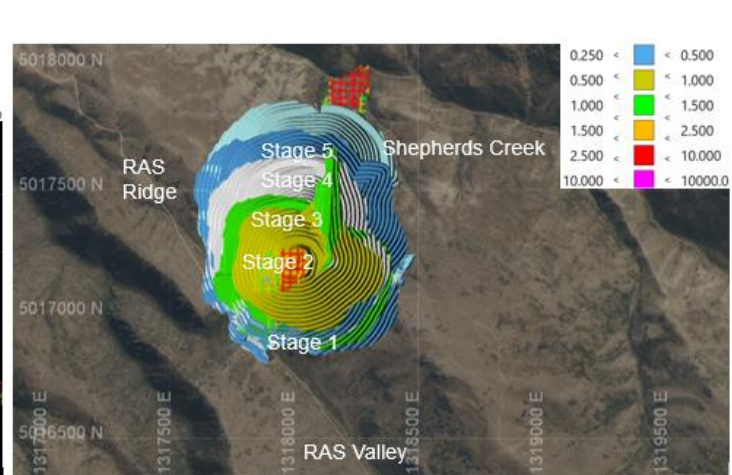 5018000 N
0.250 < < 0.500
0.500 < < 1.000
1.000 < < 1.500
1.500 < < 2.500
2.500 < < 10.000
10.000 < < 10000.0
Stage 5
Shepherds Creek
RAS
Ridge
5017500 N
Stage 4
Stage 3
Stage 2
5017000 N
Stage 1
5016500 N
1317000 E
1317500 E
1318000 E
1318500 E
1319000 E
1319500 E
RAS Valley